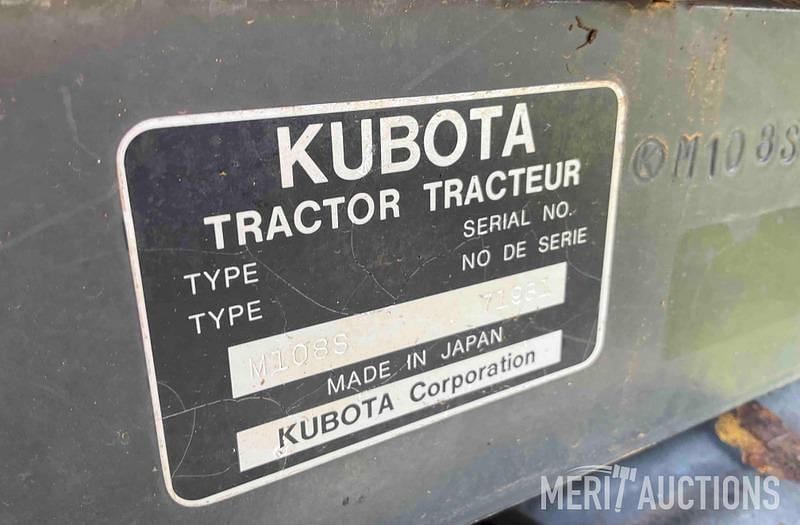 KUBOTA
TRACTOR TRACTEUR
TYPE SERIAL NO.
TYPE NO DE SERIE
M108S 71981
MADE IN JAPAN
KUBOTA Corporation
K M108S
MERIT AUCTIONS